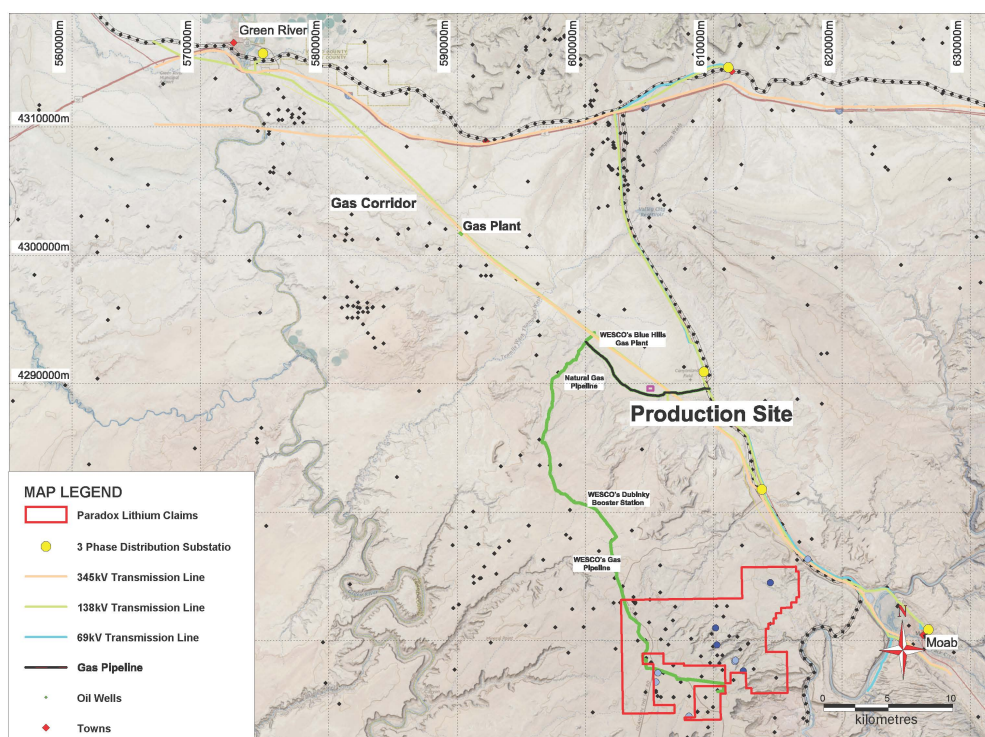 560000m
570000m
580000m
590000m
600000m
610000m
620000m
630000m
Green River
4310000m
Gas Corridor
Gas Plant
4300000m
WESCO's Blue Hills
Gas Plant
4290000m
Natural Gas
Pipeline
Production Site
WESCO's Dubinky
Booster Station
WESCO's Gas
Pipeline
MAP LEGEND
Paradox Lithium Claims
3 Phase Distribution Substatio
345kV Transmission Line
138kV Transmission Line
69kV Transmission Line
Gas Pipeline
Oil Wells
Towns
N
Moab
0 5 10
kilometres